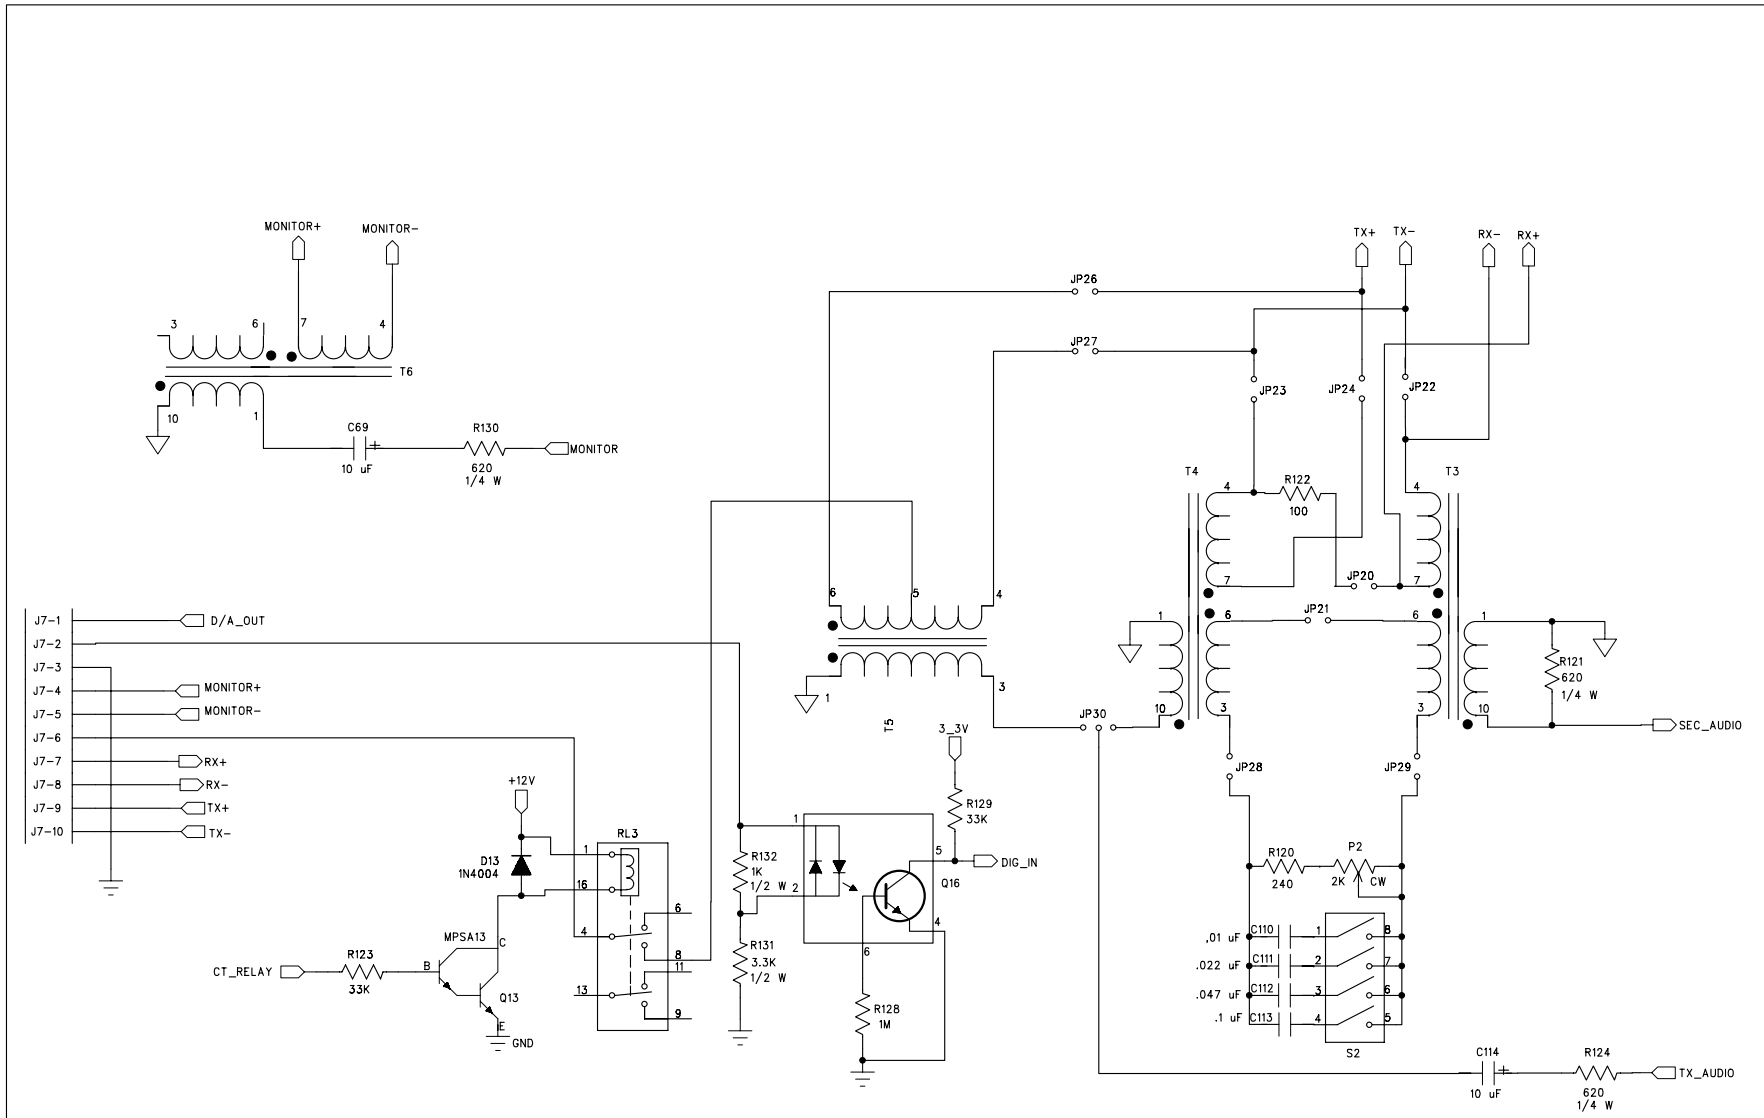 MONITOR+
MONITOR-
3
6
7
4
T6
10
1
C69
10 uF
R130
620
1/4 W
MONITOR
TX+
TX-
RX-
RX+
JP26
JP27
JP23
JP24
JP22
T4
T3
4
R122
100
4
7
JP20
7
6
5
4
1
6
JP21
6
1
R121
620
1/4 W
1
3
T5
JP30
10
3
3
10
SEC_AUDIO
JP28
JP29
J7-1
D/A_OUT
J7-2
J7-3
J7-4
MONITOR+
J7-5
MONITOR-
J7-6
J7-7
RX+
J7-8
RX-
J7-9
TX+
J7-10
TX-
+12V
D13
1N4004
RL3
1
16
6
4
8
11
13
9
MPSA13
C
B
E
Q13
GND
CT_RELAY
R123
33K
R132
1K
1/2 W
R131
3.3K
1/2 W
1
2
3_3V
R129
33K
5
DIG_IN
Q16
4
6
R128
1M
R120
240
P2
2K
CW
,01 uF
C110
1
8
.022 uF
C111
2
7
.047 uF
C112
3
6
.1 uF
C113
4
5
S2
C114
10 uF
R124
620
1/4 W
TX_AUDIO